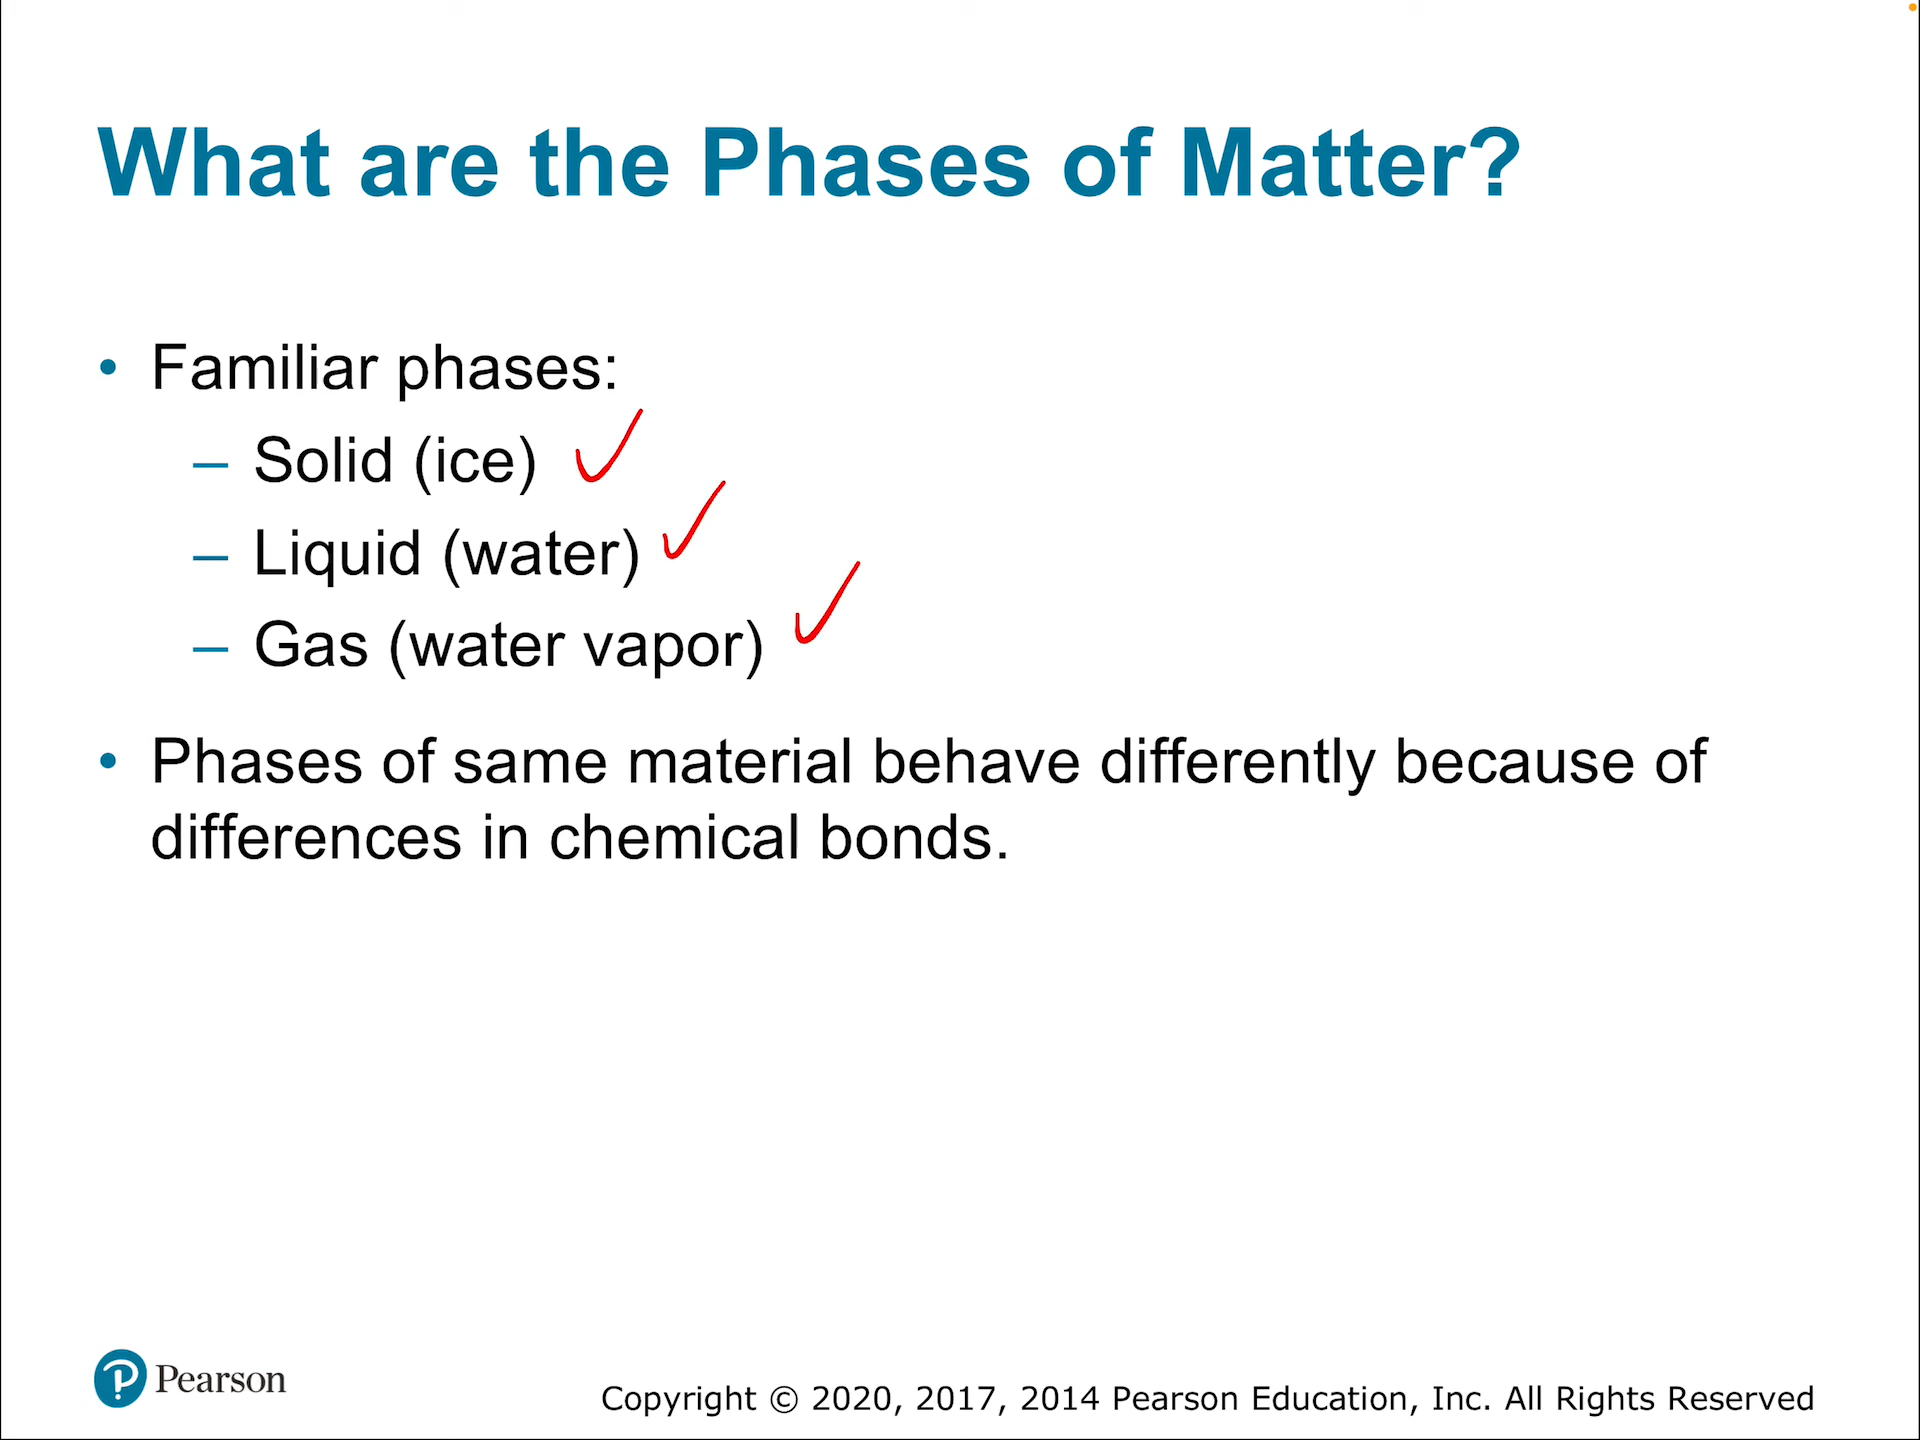 What are the Phases of Matter?
• Familiar phases:
– Solid (ice)
– Liquid (water)
– Gas (water vapor)
• Phases of same material behave differently because of
differences in chemical bonds.
Pearson
Copyright © 2020, 2017, 2014 Pearson Education, Inc. All Rights Reserved